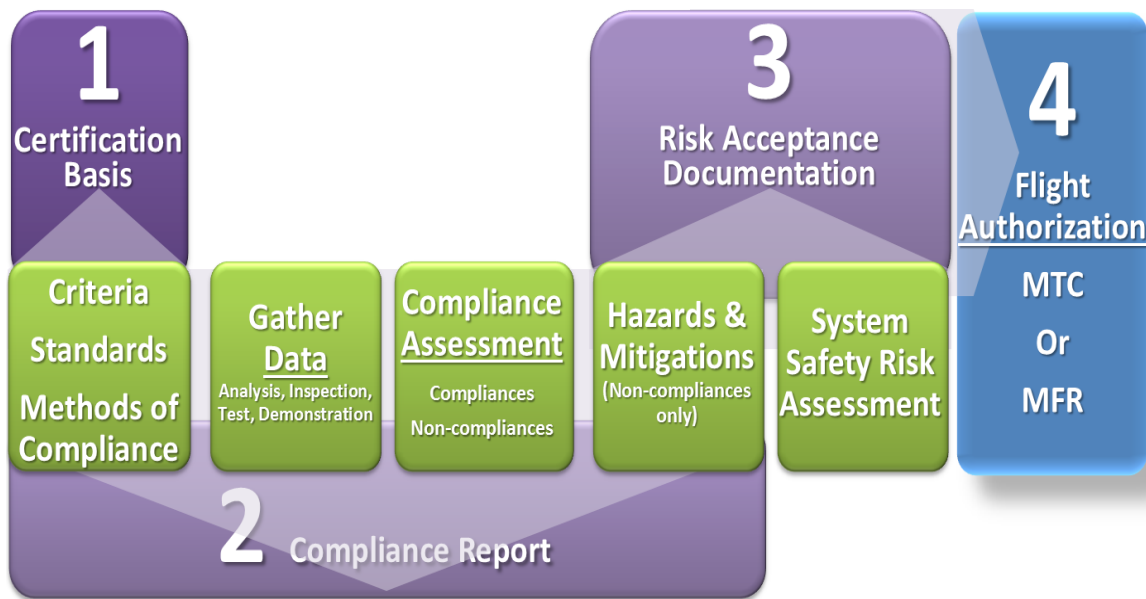 1
Certification
Basis
3
Risk Acceptance
Documentation
4
Flight
Authorization
MTC
Or
MFR
Criteria
Standards
Methods of
Compliance
Gather
Data
Analysis, Inspection,
Test, Demonstration
Compliance
Assessment
Compliances
Non-compliances
Hazards &
Mitigations
(Non-compliances
only)
System
Safety Risk
Assessment
2 Compliance Report